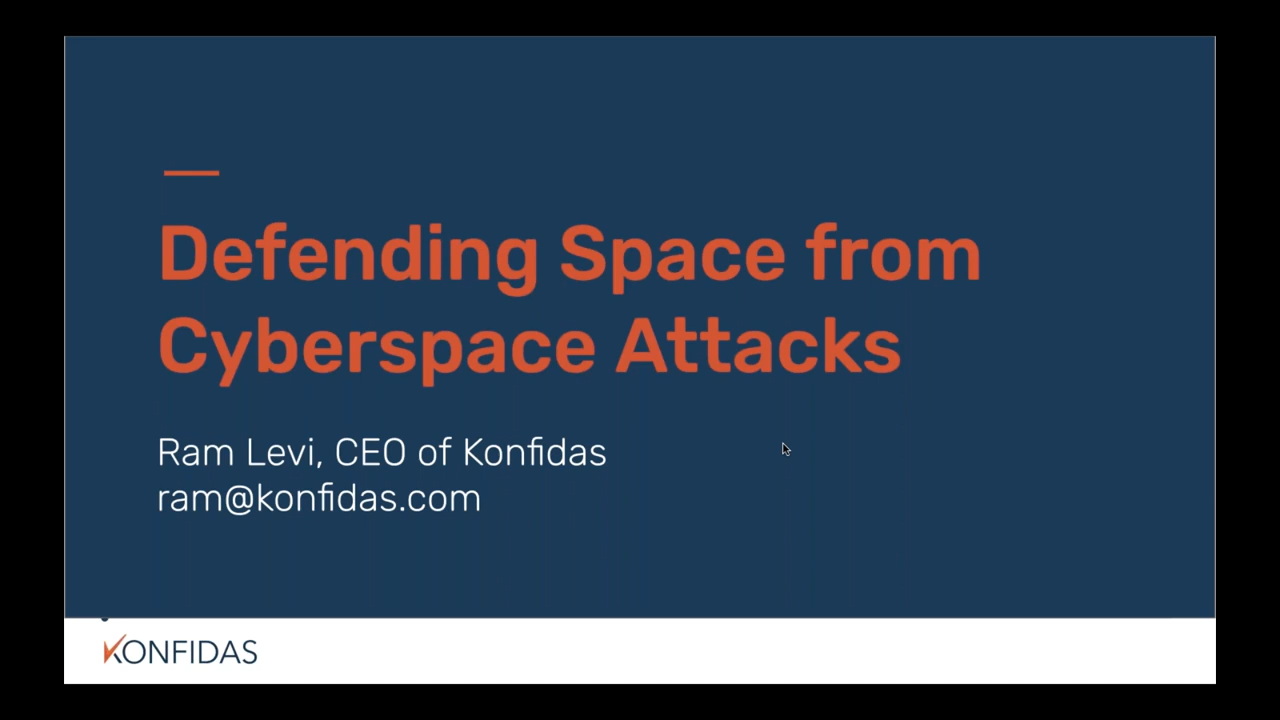 Defending Space from
Cyberspace Attacks
Ram Levi, CEO of Konfidas
ram@konfidas.com
KONFIDAS